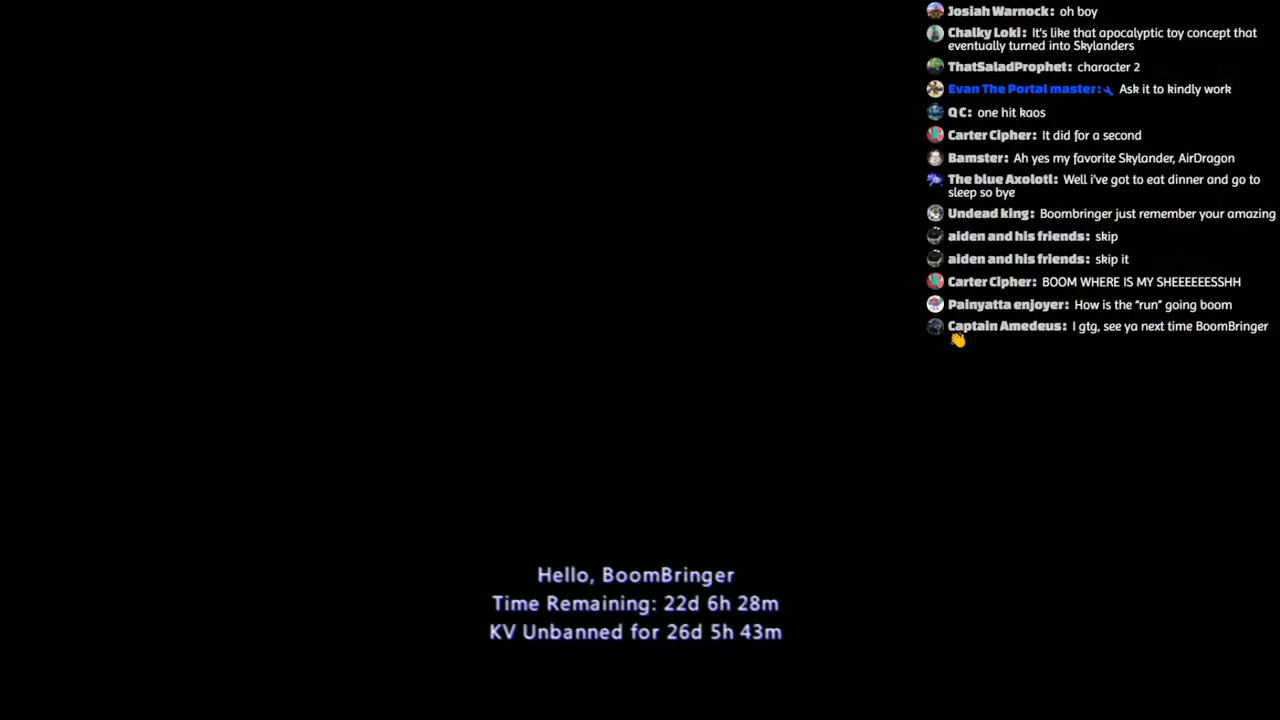 Josiah Warnock: oh boy
Chalky Loki: It's like that apocalyptic toy concept that
eventually turned into Skylanders
ThatSaladProphet: character 2
Evan The Portal master: Ask it to kindly work
Q C: one hit kaos
Carter Cipher: It did for a second
Bamster: Ah yes my favorite Skylander, AirDragon
The blue Axolotl: Well i've got to eat dinner and go to
sleep so bye
Undead king: Boombringer just remember your amazing
aiden and his friends: skip
aiden and his friends: skip it
Carter Cipher: BOOM WHERE IS MY SHEEEEEESSHH
Painyatta enjoyer: How is the “run” going boom
Captain Amedeus: I gtg, see ya next time BoomBringer
👋
Hello, BoomBringer
Time Remaining: 22d 6h 28m
KV Unbanned for 26d 5h 43m